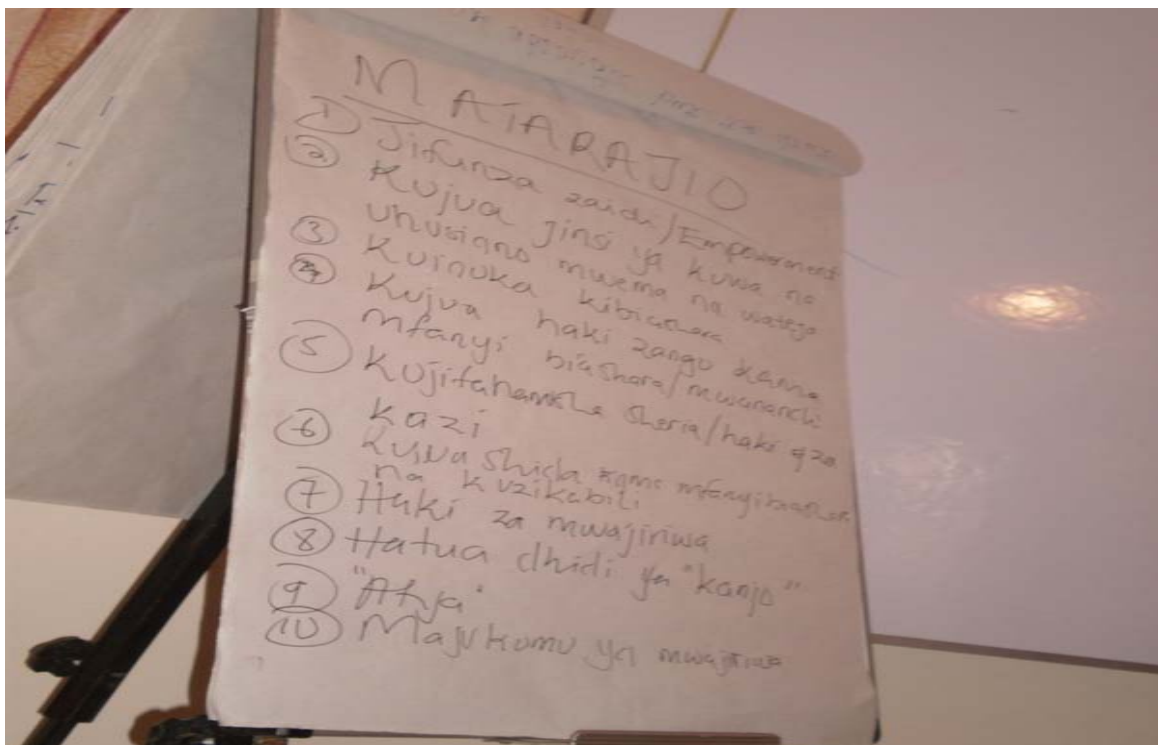 MATARAJIO
1 Jifunza zaidi/Empowerment
2 Kujua jinsi ya kuwa na
uhusiano mwema na wateja
3 Kuinuka kibiashara
4 Kujua haki zangu kama
mfanyi biashara/mwananchi
5 Kujifahamisha sheria/haki za
kazi
6 Kujua shida kama mfanyibiashara
na kuzikabili
7 Haki za mwajiriwa
8 Hatua dhidi ya "kanjo"
9 "Afya"
10 Majukumu ya mwajiriwa